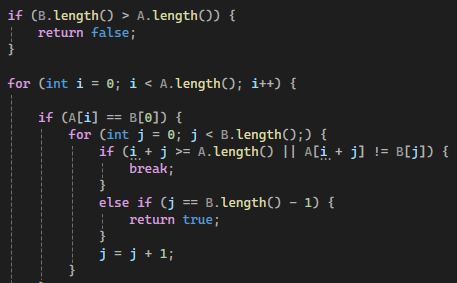 if (B.length() > A.length()) {
    return false;
}

for (int i = 0; i < A.length(); i++) {

    if (A[i] == B[0]) {
        for (int j = 0; j < B.length();) {
            if (i + j >= A.length() || A[i + j] != B[j]) {
                break;
            }
            else if (j == B.length() - 1) {
                return true;
            }
            j = j + 1;
        }